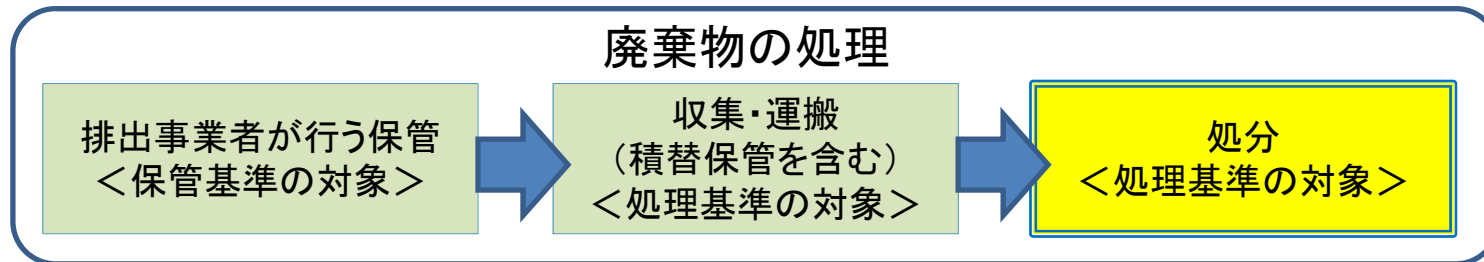 廃棄物の処理
排出事業者が行う保管
＜保管基準の対象＞
収集・運搬
（積替保管を含む）
＜処理基準の対象＞
処分
＜処理基準の対象＞